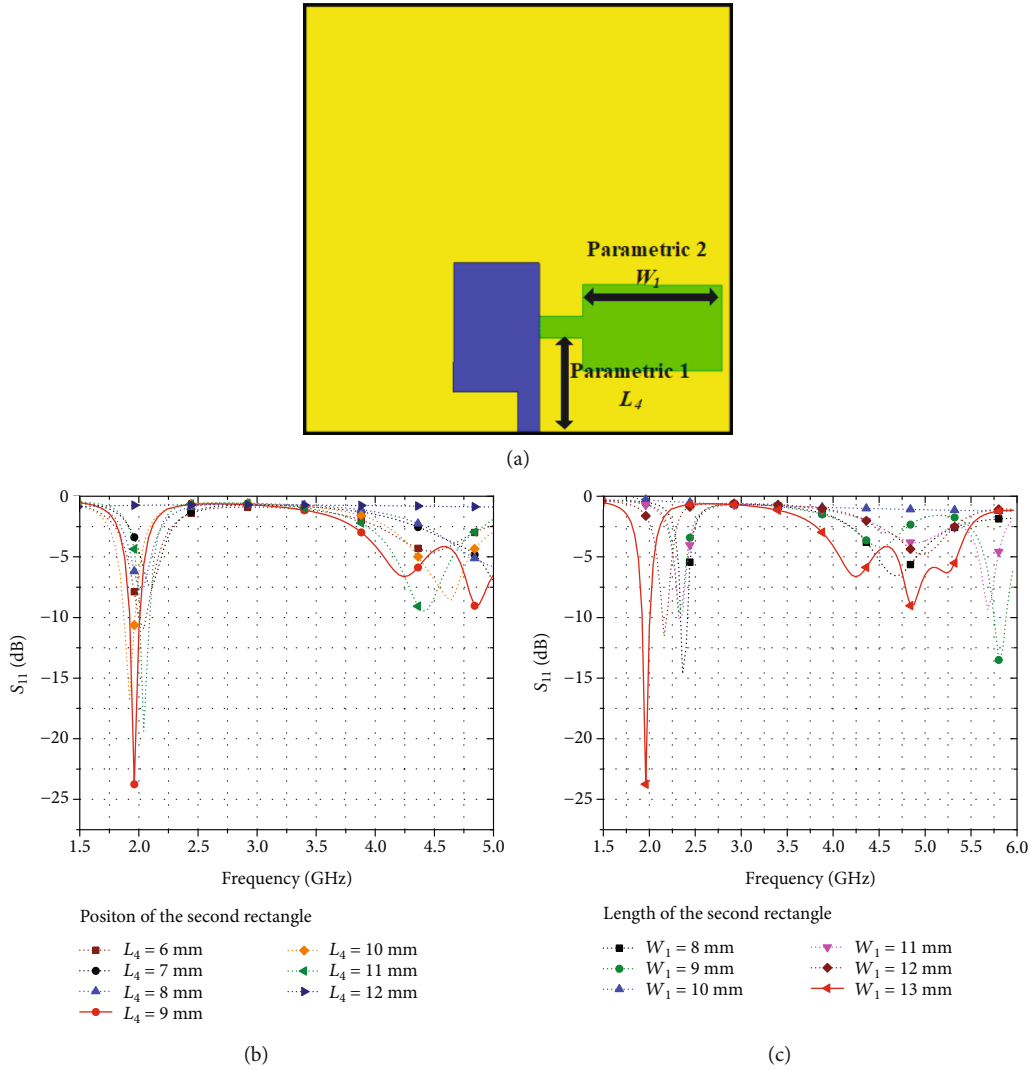 Parametric 2
W₁
Parametric 1
L₄
(a)
0
−5
−10
−15
−20
−25
S₁₁ (dB)
1.5 2.0 2.5 3.0 3.5 4.0 4.5 5.0
Frequency (GHz)
Positon of the second rectangle
L₄ = 6 mm
L₄ = 7 mm
L₄ = 8 mm
L₄ = 9 mm
L₄ = 10 mm
L₄ = 11 mm
L₄ = 12 mm
(b)
0
−5
−10
−15
−20
−25
S₁₁ (dB)
1.5 2.0 2.5 3.0 3.5 4.0 4.5 5.0 5.5 6.0
Frequency (GHz)
Length of the second rectangle
W₁ = 8 mm
W₁ = 9 mm
W₁ = 10 mm
W₁ = 11 mm
W₁ = 12 mm
W₁ = 13 mm
(c)